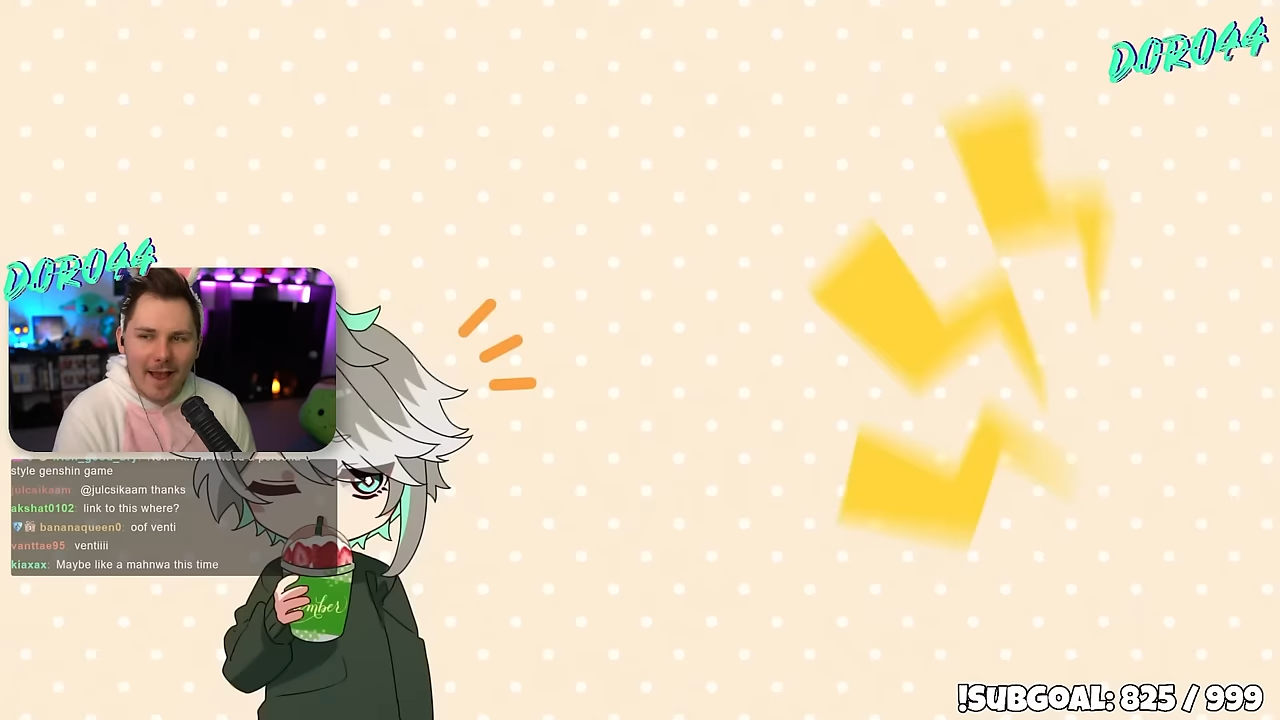 DORO44
DORO44
style genshin game
julcsikaam @julcsikaam thanks
akshat0102: link to this where?
bananaqueen0: oof venti
vanttae95: ventiiii
kiaxax: Maybe like a mahnwa this time
mber
!SUBGOAL: 825 / 999